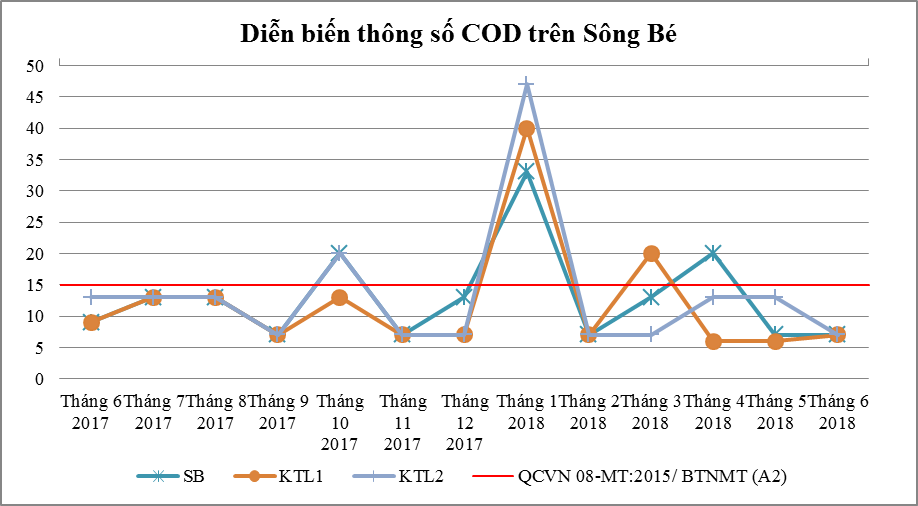 Diễn biến thông số COD trên Sông Bé
50
45
40
35
30
25
20
15
10
5
0
Tháng 6 Tháng 7 Tháng 8 Tháng 9 Tháng Tháng Tháng Tháng 1 Tháng 2 Tháng 3 Tháng 4 Tháng 5 Tháng 6
2017 2017 2017 2017 10 11 12 2018 2018 2018 2018 2018 2018
2017 2017 2017
SB KTL1 KTL2 QCVN 08-MT:2015/ BTNMT (A2)